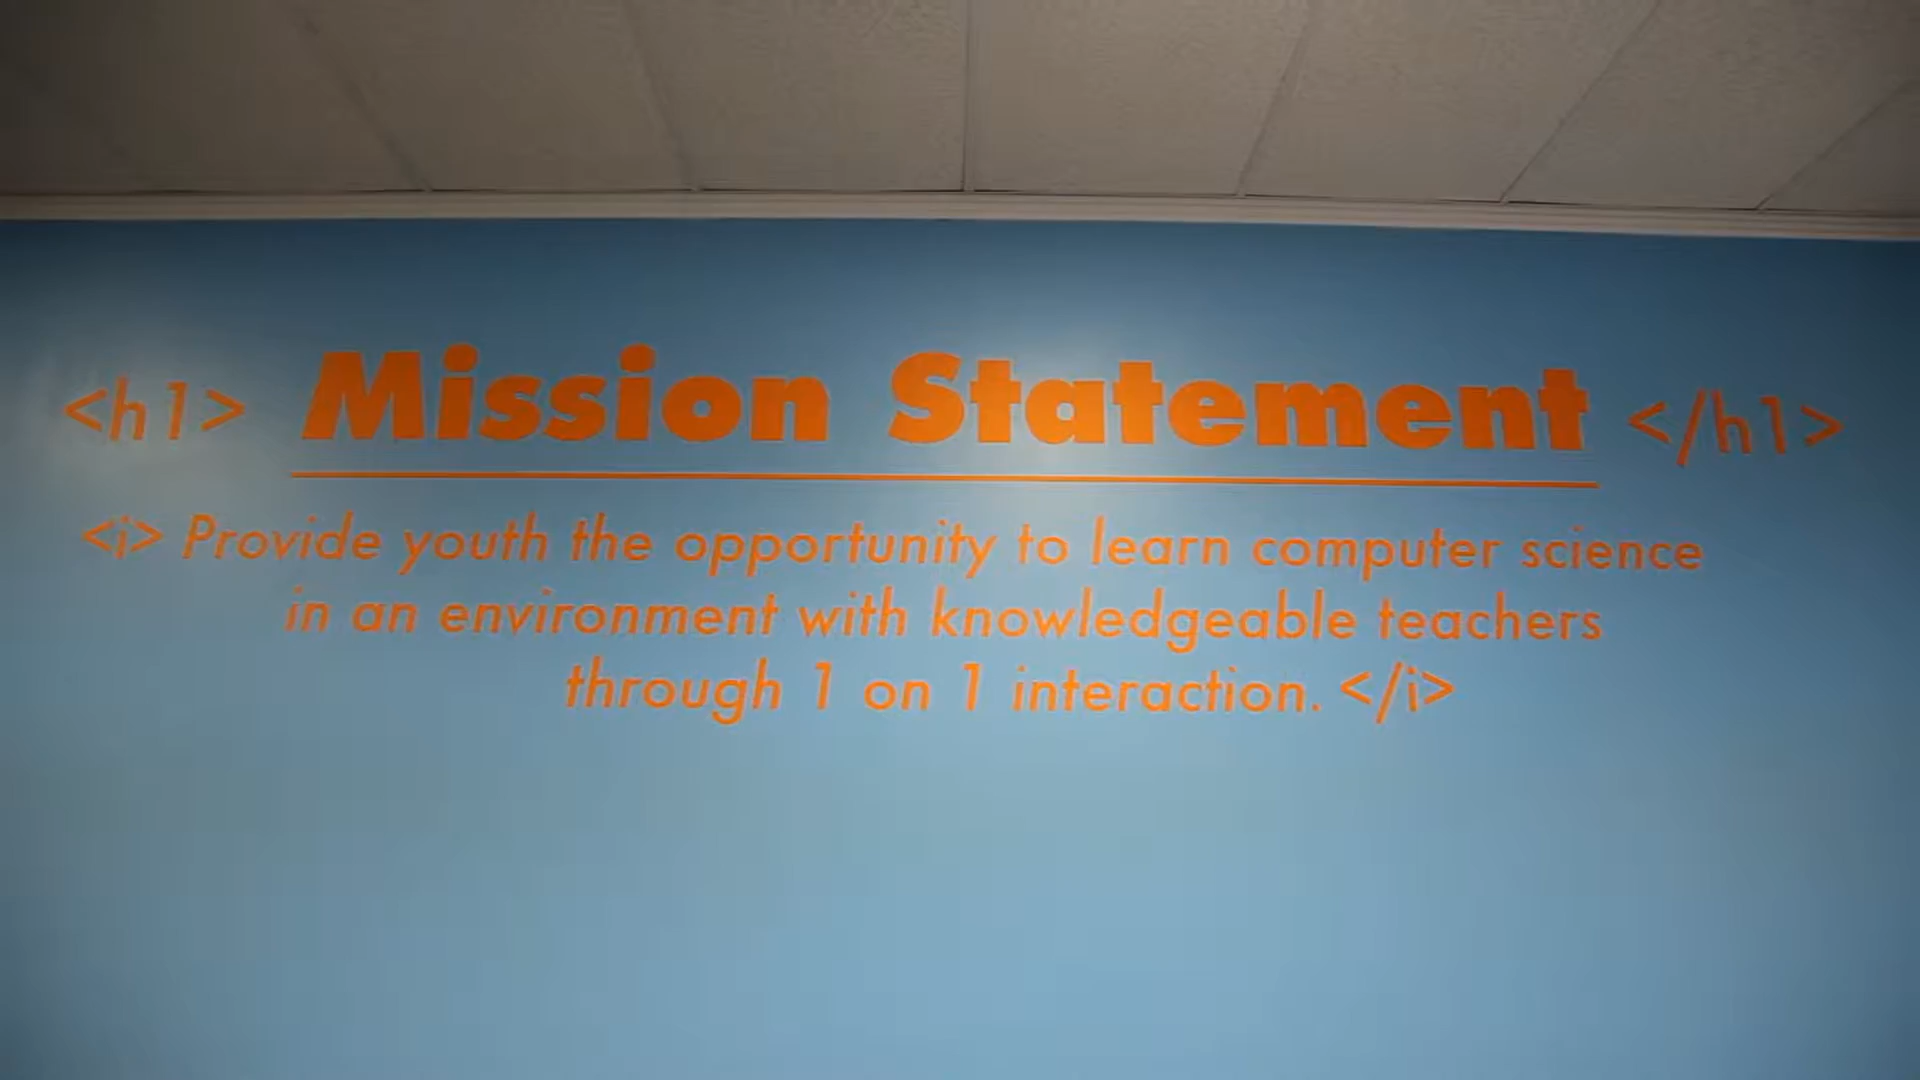 <h1> Mission Statement </h1>
<i> Provide youth the opportunity to learn computer science
in an environment with knowledgeable teachers
through 1 on 1 interaction. </i>